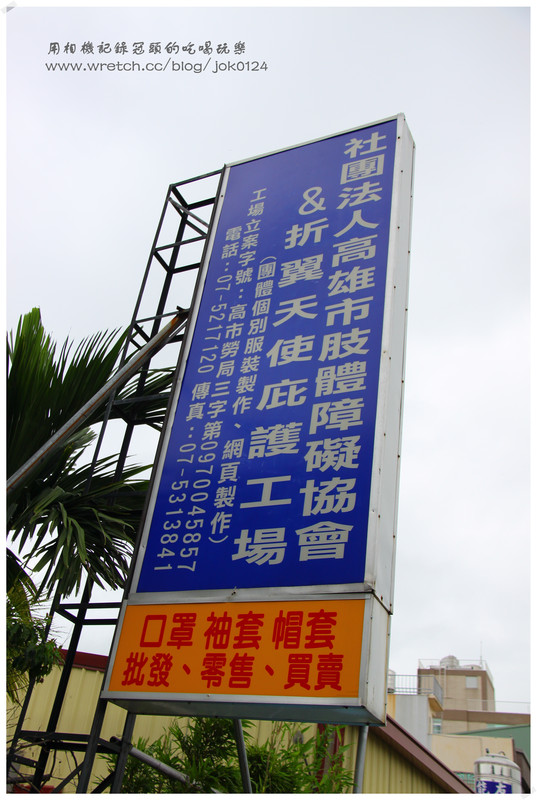 用相機記錄冠頭的吃喝玩樂
www.wretch.cc/blog/jok0124
社團法人高雄市肢體障礙協會
&折翼天使庇護工場
(團體個別服裝製作、網頁製作)
工場立案字號：高市勞局三字第0970045857
電話：07-5217120 傳真：07-5313841
口罩 袖套 帽套
批發、零售、買賣